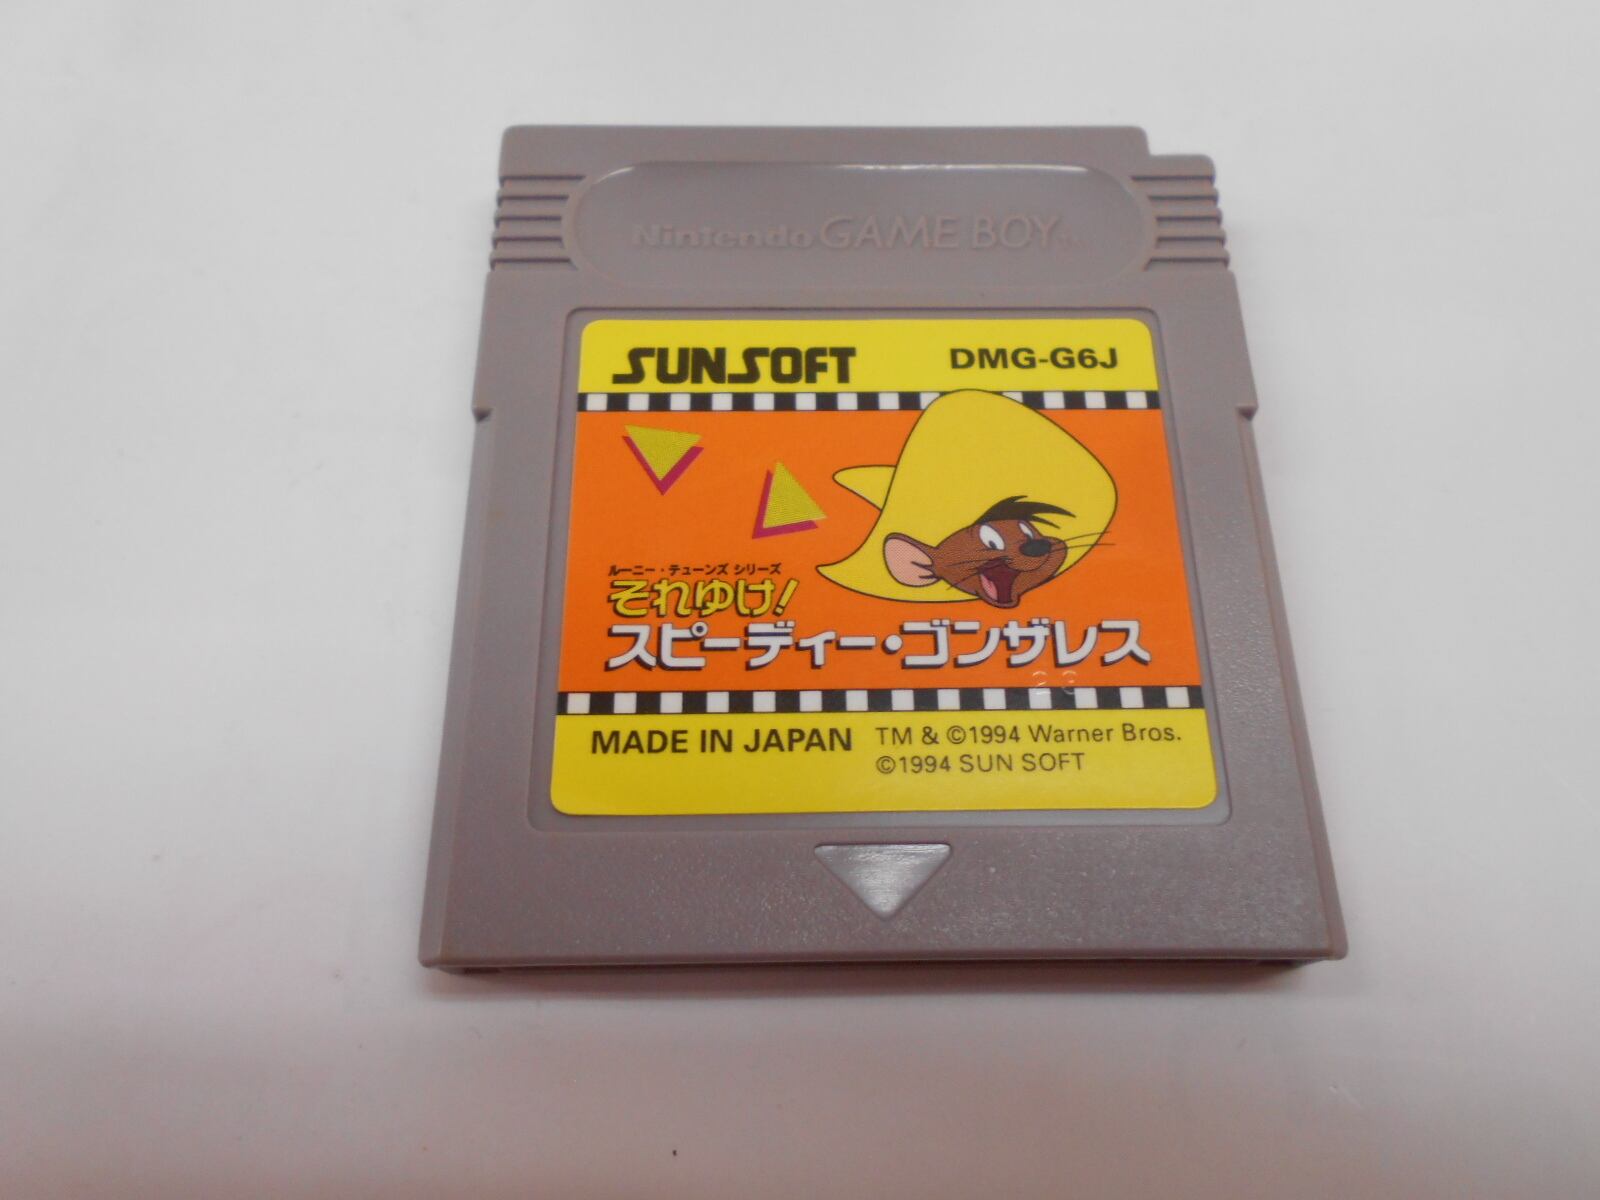 Nintendo GAME BOY TM
SUNSOFT DMG-G6J
ルーニー・テューンズ シリーズ
それゆけ!
スピーディー・ゴンザレス
MADE IN JAPAN TM & ©1994 Warner Bros.
©1994 SUN SOFT